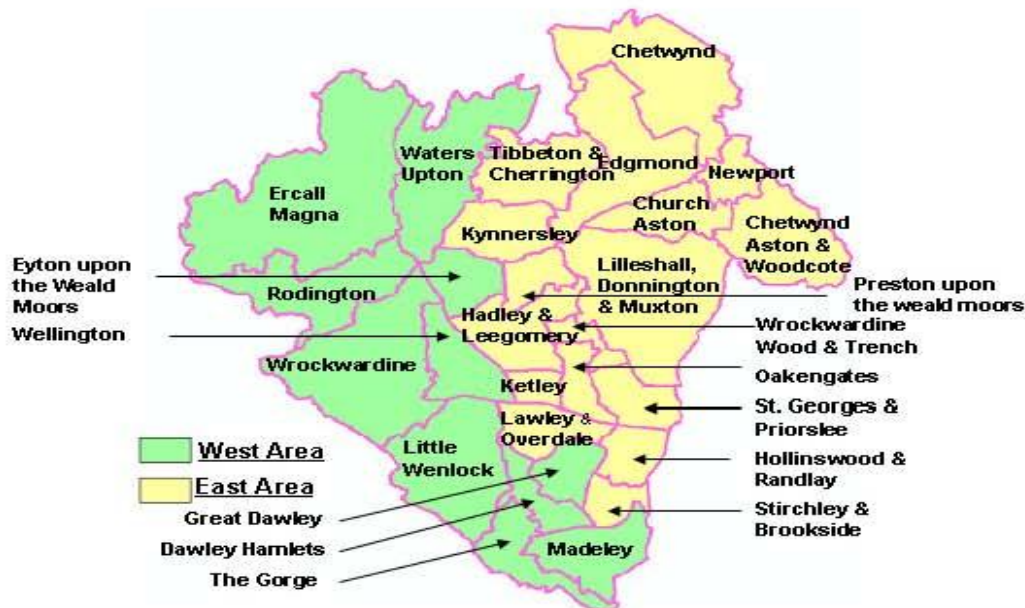 Chetwynd
Tibbeton &
Cherrington
Edgmond
Waters
Upton
Newport
Ercall
Magna
Church
Aston
Chetwynd
Aston &
Woodcote
Kynnersley
Eyton upon
the Weald
Moors
Lilleshall,
Donnington
& Muxton
Rodington
Preston upon
the weald moors
Wellington
Hadley &
Leegomery
Wrockwardine
Wood & Trench
Wrockwardine
Oakengates
Ketley
St. Georges &
Priorslee
Lawley &
Overdale
West Area
Little
Wenlock
Hollinswood &
Randlay
East Area
Great Dawley
Stirchley &
Brookside
Dawley Hamlets
Madeley
The Gorge